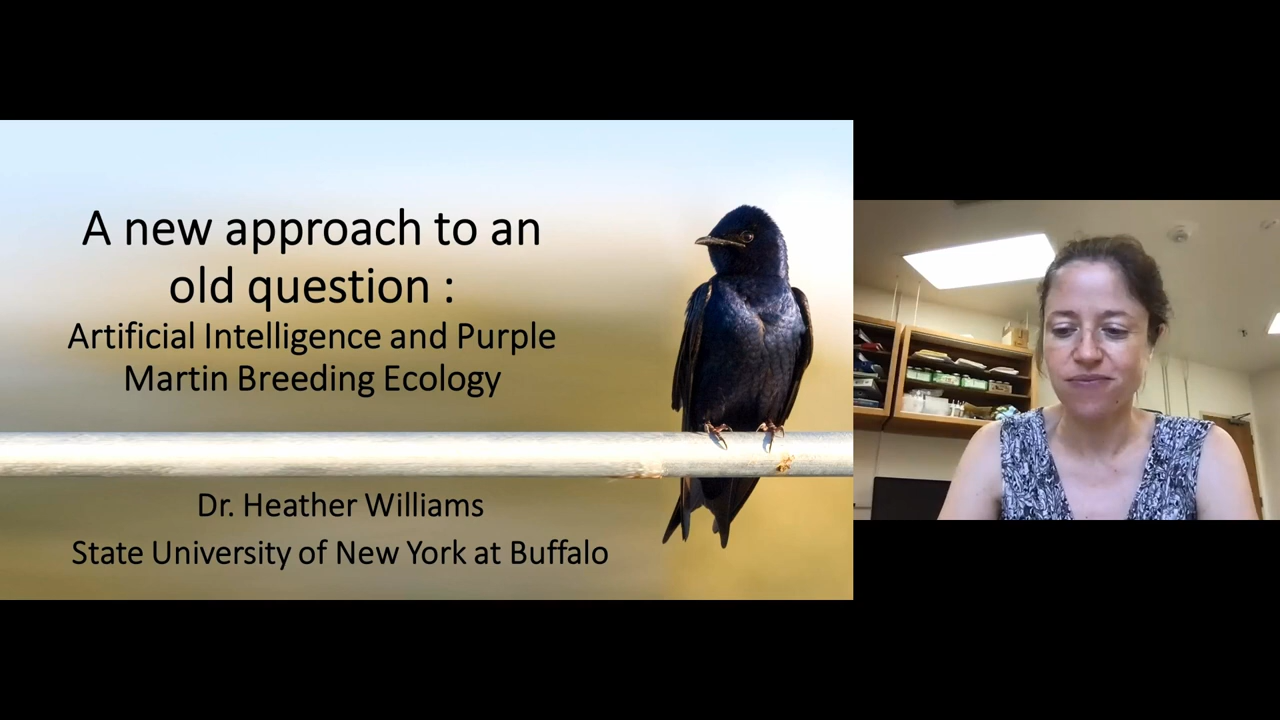 A new approach to an
old question :
Artificial Intelligence and Purple
Martin Breeding Ecology
Dr. Heather Williams
State University of New York at Buffalo